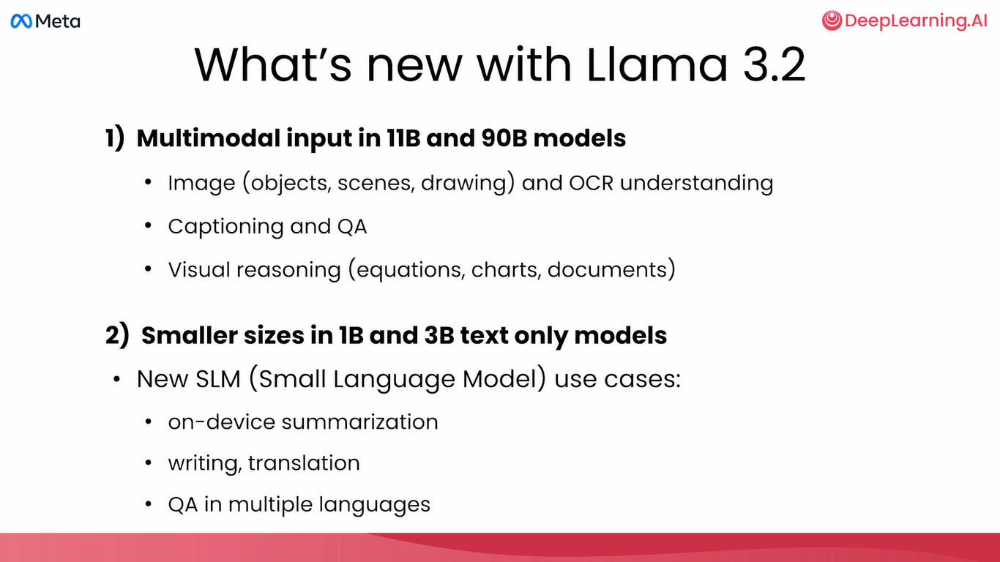 Meta
DeepLearning.AI
What’s new with Llama 3.2
1) Multimodal input in 11B and 90B models
• Image (objects, scenes, drawing) and OCR understanding
• Captioning and QA
• Visual reasoning (equations, charts, documents)
2) Smaller sizes in 1B and 3B text only models
• New SLM (Small Language Model) use cases:
• on-device summarization
• writing, translation
• QA in multiple languages